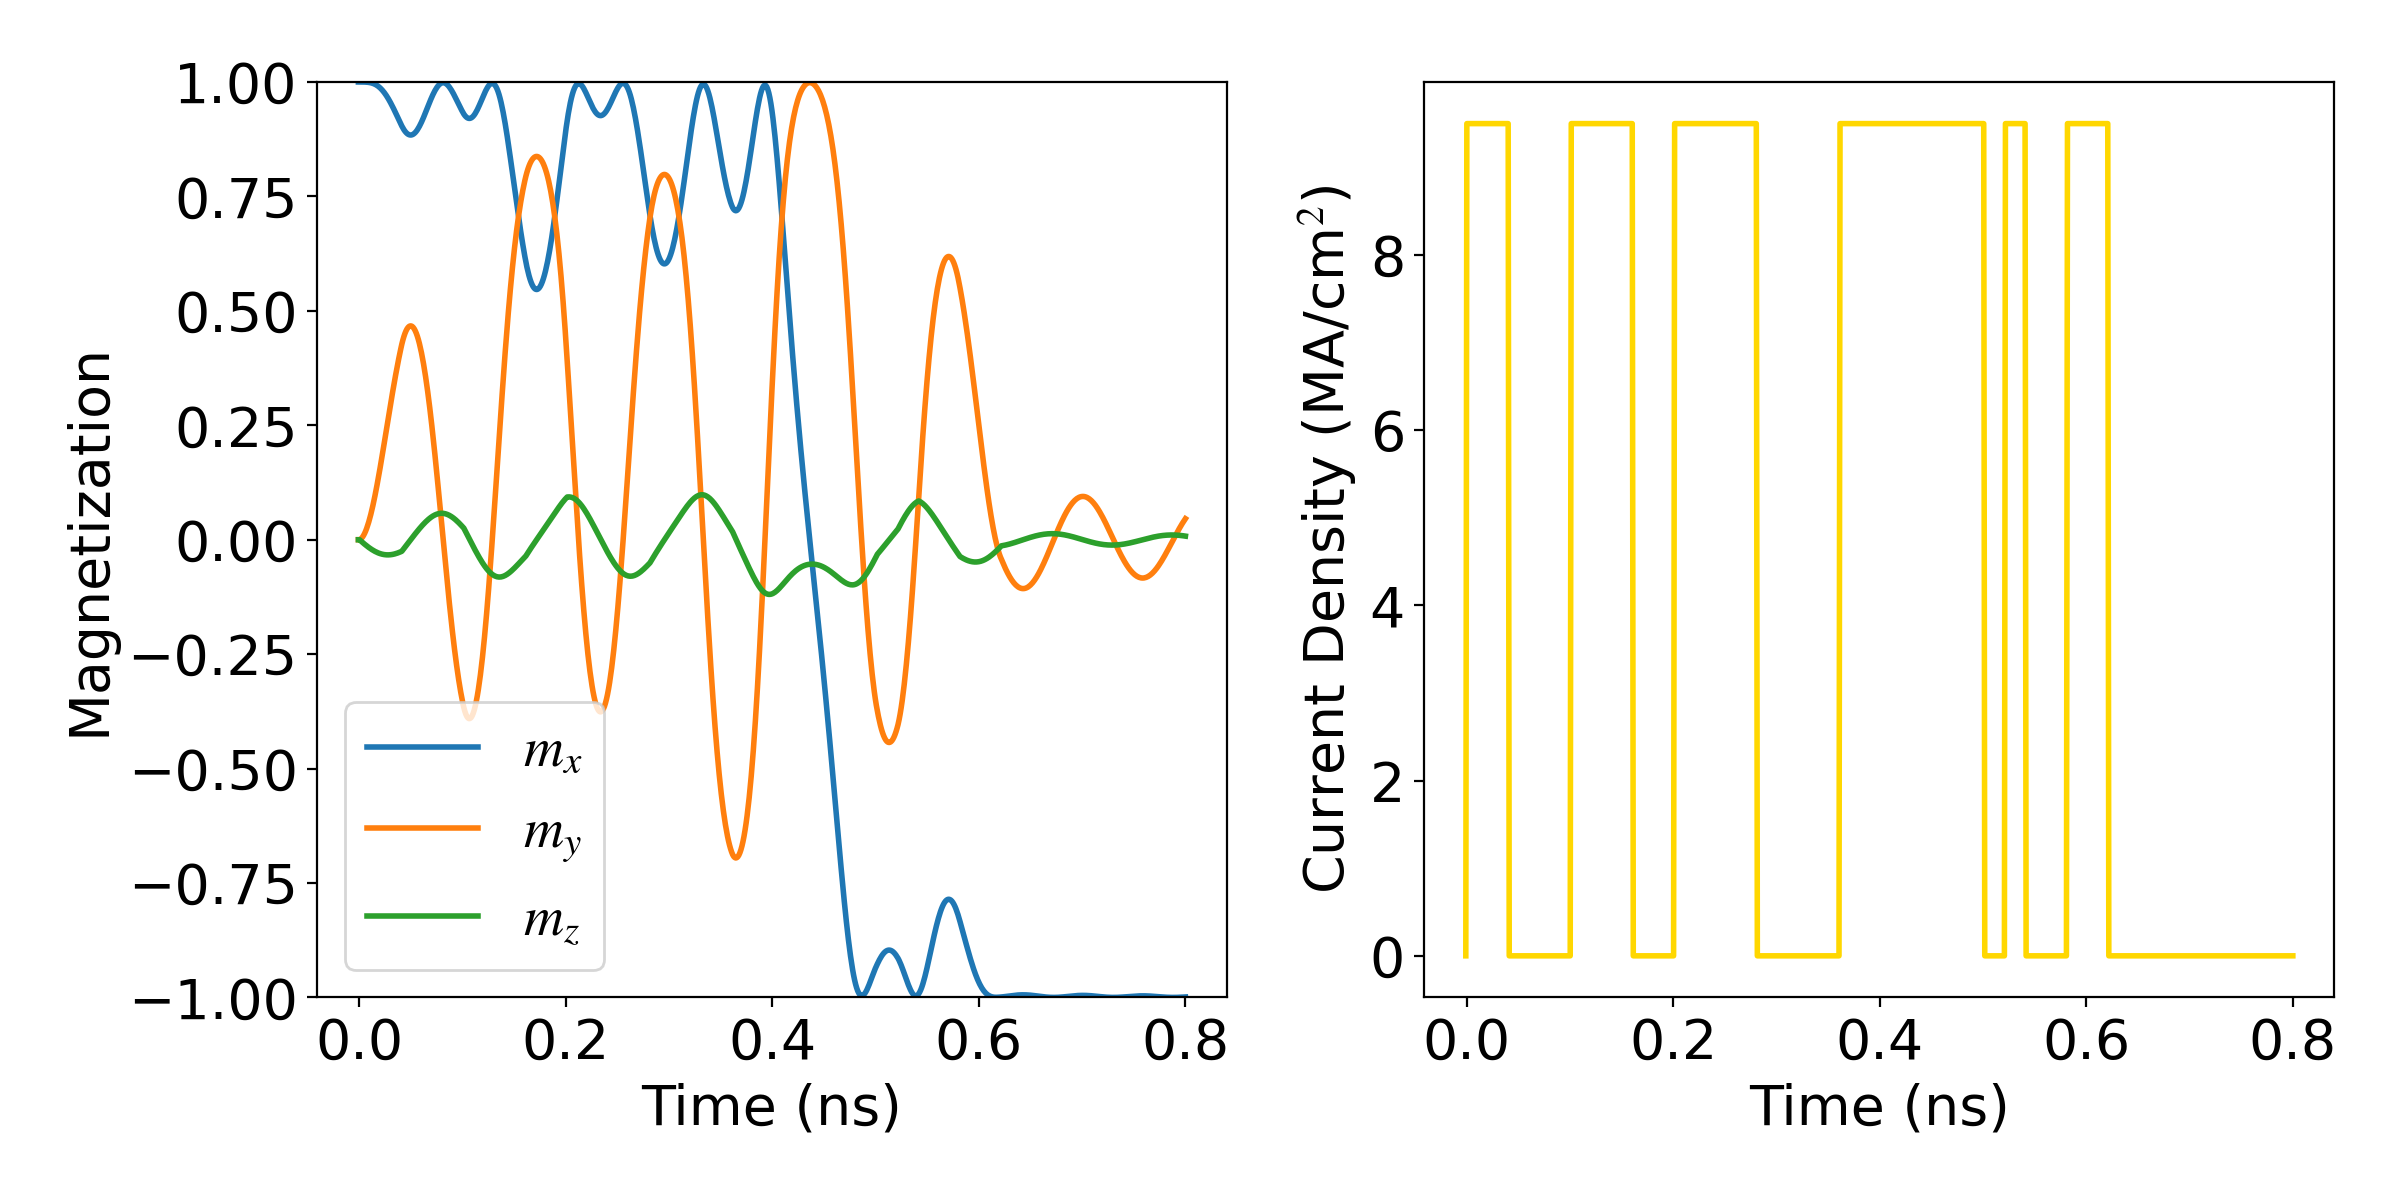 Magnetization
1.00
0.75
0.50
0.25
0.00
−0.25
−0.50
−0.75
−1.00
m_x
m_y
m_z
0.0 0.2 0.4 0.6 0.8
Time (ns)
Current Density (MA/cm²)
8
6
4
2
0
0.0 0.2 0.4 0.6 0.8
Time (ns)